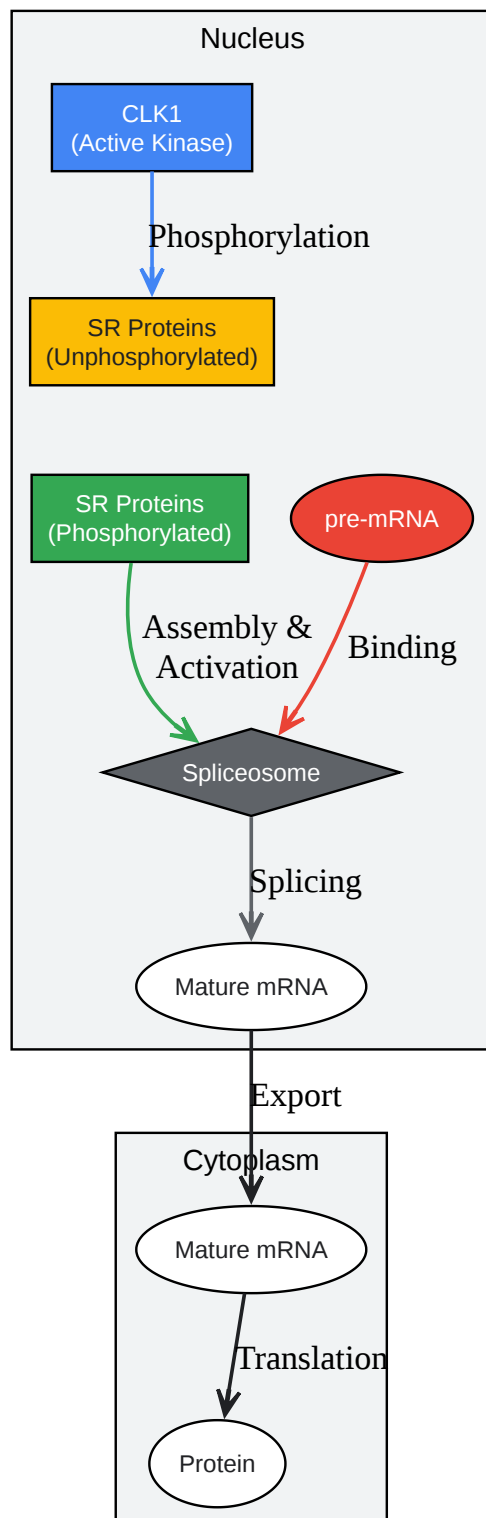 Nucleus
CLK1
(Active Kinase)
Phosphorylation
SR Proteins
(Unphosphorylated)
SR Proteins
(Phosphorylated)
pre-mRNA
Assembly &
Activation
Binding
Spliceosome
Splicing
Mature mRNA
Export
Cytoplasm
Mature mRNA
Translation
Protein